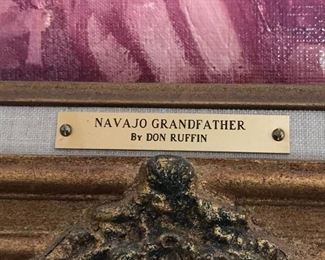 NAVAJO GRANDFATHER
BY DON RUFFIN